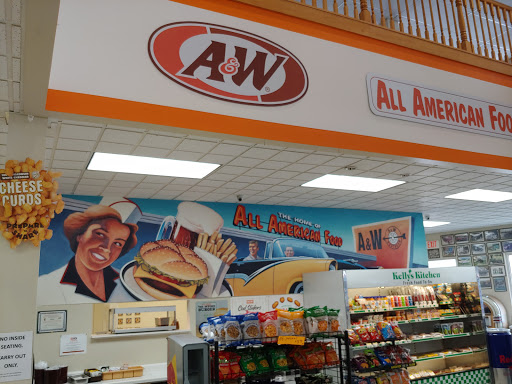 A&W
ALL AMERICAN FOO
CHEESE
CURDS
THE HOME OF
ALL AMERICAN FOOD
A&W
Kelly's Kitchen
NO INSIDE
SEATING.
CARRY OUT
ONLY